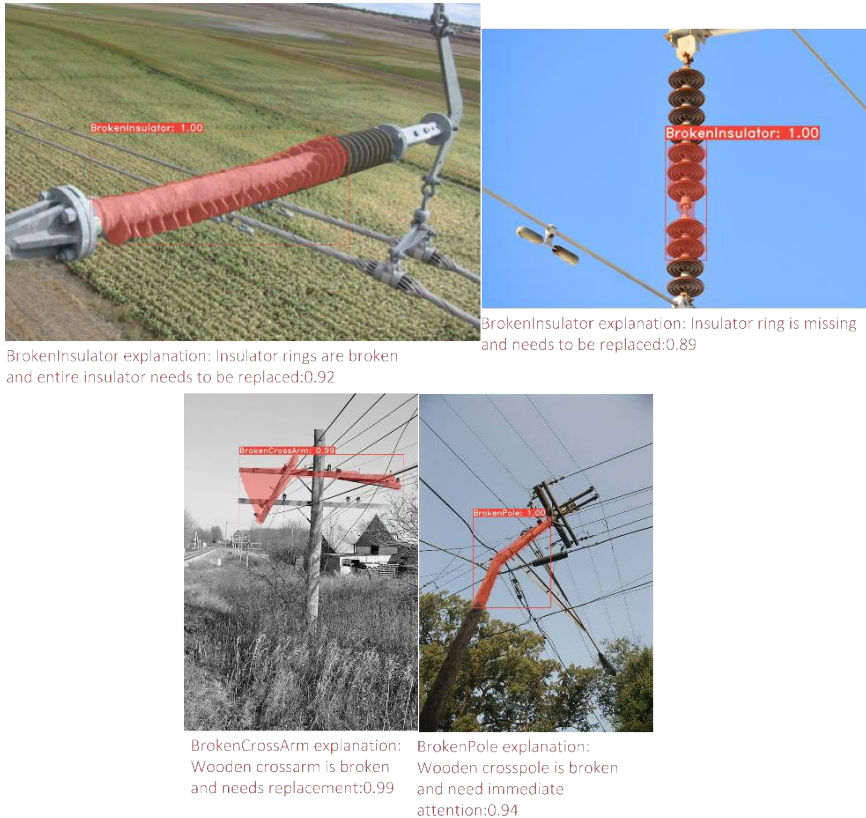 BrokenInsulator: 1.00
BrokenInsulator: 1.00
BrokenInsulator explanation: Insulator rings are broken
and entire insulator needs to be replaced:0.92
BrokenInsulator explanation: Insulator ring is missing
and needs to be replaced:0.89
BrokenCrossArm: 0.99
BrokenPole: 1.00
BrokenCrossArm explanation:
Wooden crossarm is broken
and needs replacement:0.99
BrokenPole explanation:
Wooden crosspole is broken
and need immediate
attention:0.94